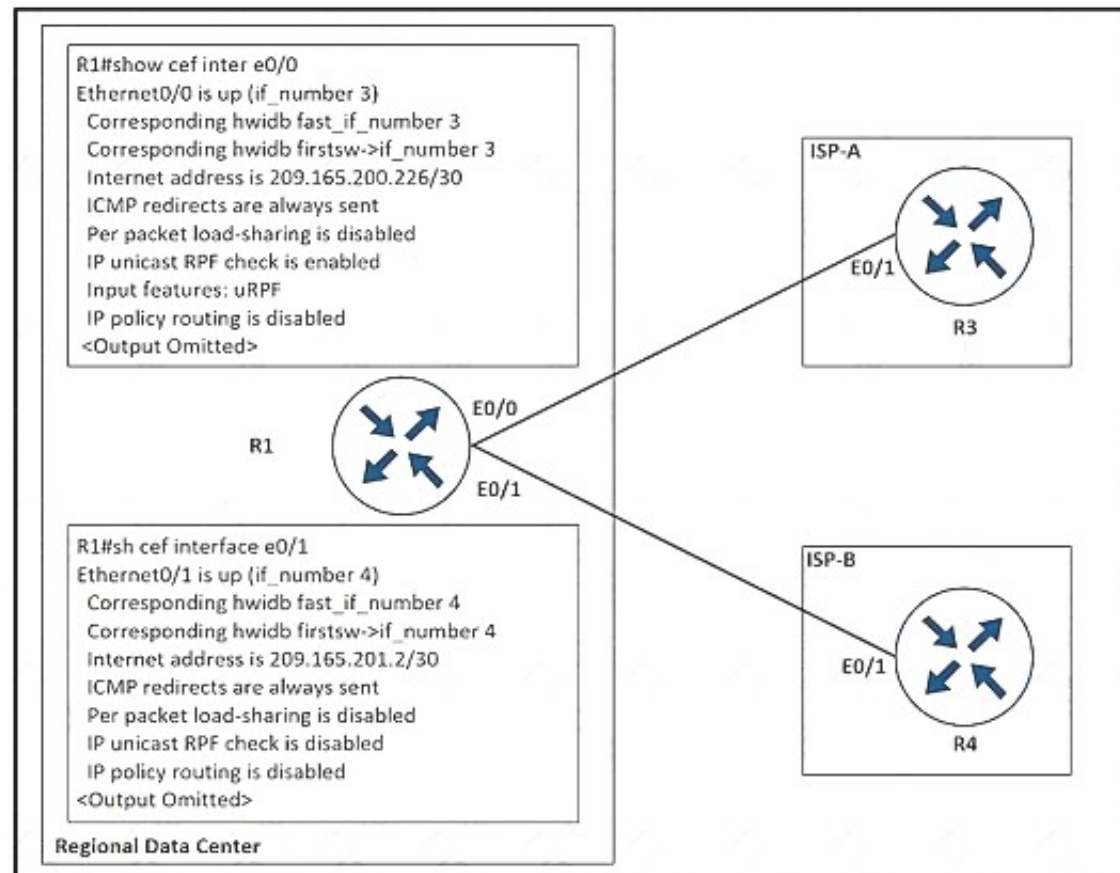 R1#show cef inter e0/0
Ethernet0/0 is up (if_number 3)
Corresponding hwidb fast_if_number 3
Corresponding hwidb firstsw->if_number 3
Internet address is 209.165.200.226/30
ICMP redirects are always sent
Per packet load-sharing is disabled
IP unicast RPF check is enabled
Input features: uRPF
IP policy routing is disabled
<Output Omitted>
ISP-A
E0/1
R3
E0/0
R1
E0/1
R1#sh cef interface e0/1
Ethernet0/1 is up (if_number 4)
Corresponding hwidb fast_if_number 4
Corresponding hwidb firstsw->if_number 4
Internet address is 209.165.201.2/30
ICMP redirects are always sent
Per packet load-sharing is disabled
IP unicast RPF check is disabled
IP policy routing is disabled
<Output Omitted>
ISP-B
E0/1
R4
Regional Data Center